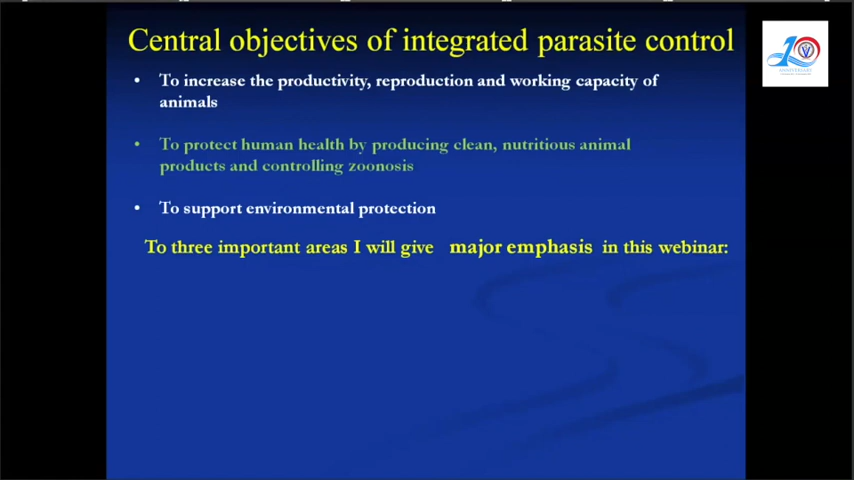 Central objectives of integrated parasite control
• To increase the productivity, reproduction and working capacity of
animals
• To protect human health by producing clean, nutritious animal
products and controlling zoonosis
• To support environmental protection
To three important areas I will give major emphasis in this webinar:
10
ANNIVERSARY